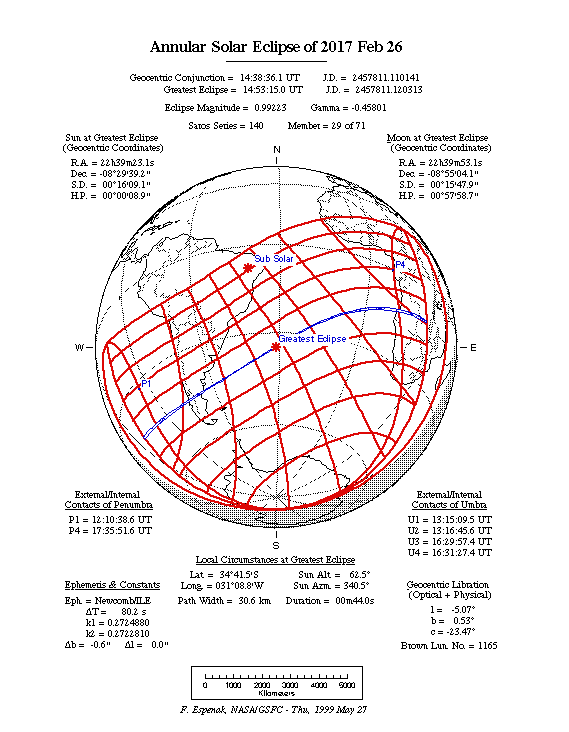 Annular Solar Eclipse of 2017 Feb 26
Geocentric Conjunction = 14:38:36.1 UT J.D. = 2457811.110141
Greatest Eclipse = 14:53:15.0 UT J.D. = 2457811.120313
Eclipse Magnitude = 0.99223 Gamma = -0.45801
Saros Series = 140 Member = 29 of 71
Sun at Greatest Eclipse
(Geocentric Coordinates)
R.A. = 22h39m23.1s
Dec. = -08°29'39.2"
S.D. = 00°16'09.1"
H.P. = 00°00'08.9"
Moon at Greatest Eclipse
(Geocentric Coordinates)
R.A. = 22h39m53.1s
Dec. = -08°55'04.1"
S.D. = 00°15'47.9"
H.P. = 00°57'58.7"
N
Sub Solar
P4
W
Greatest Eclipse
E
P1
S
External/Internal
Contacts of Penumbra
P1 = 12:10:38.6 UT
P4 = 17:35:51.6 UT
External/Internal
Contacts of Umbra
U1 = 13:15:09.5 UT
U2 = 13:16:45.6 UT
U3 = 16:29:57.4 UT
U4 = 16:31:27.4 UT
Local Circumstances at Greatest Eclipse
Lat. = 34°41.5'S Sun Alt. = 62.5°
Long. = 031°08.8'W Sun Azm. = 340.5°
Path Width = 30.6 km Duration = 00m44.0s
Ephemeris & Constants
Eph. = Newcomb/ILE
ΔT = 80.2 s
k1 = 0.2724880
k2 = 0.2722810
Δb = -0.6" Δl = 0.0"
Geocentric Libration
(Optical + Physical)
l = -5.07°
b = 0.53°
c = -23.47°
Brown Lun. No. = 1165
0 1000 2000 3000 4000 5000
Kilometers
F. Espenak, NASA/GSFC - Thu, 1999 May 27